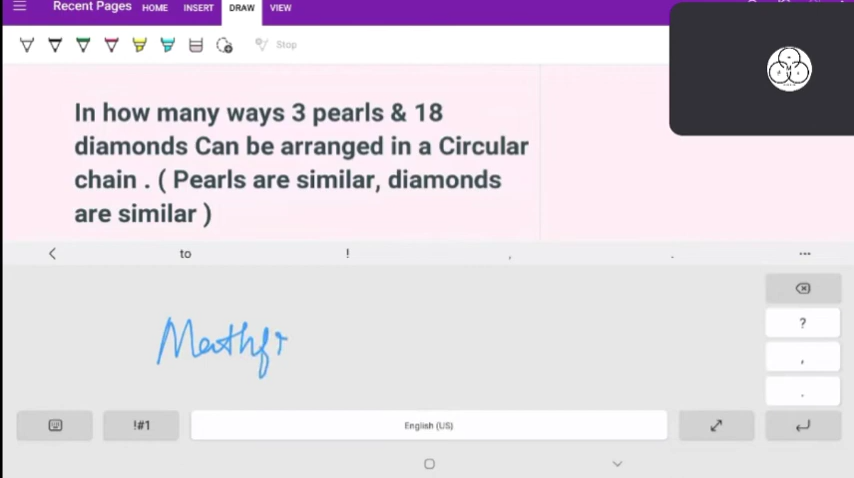 Recent Pages HOME INSERT DRAW VIEW
Stop
In how many ways 3 pearls & 18
diamonds Can be arranged in a Circular
chain . ( Pearls are similar, diamonds
are similar )
to ! , .
?
,
.
!#1 English (US)